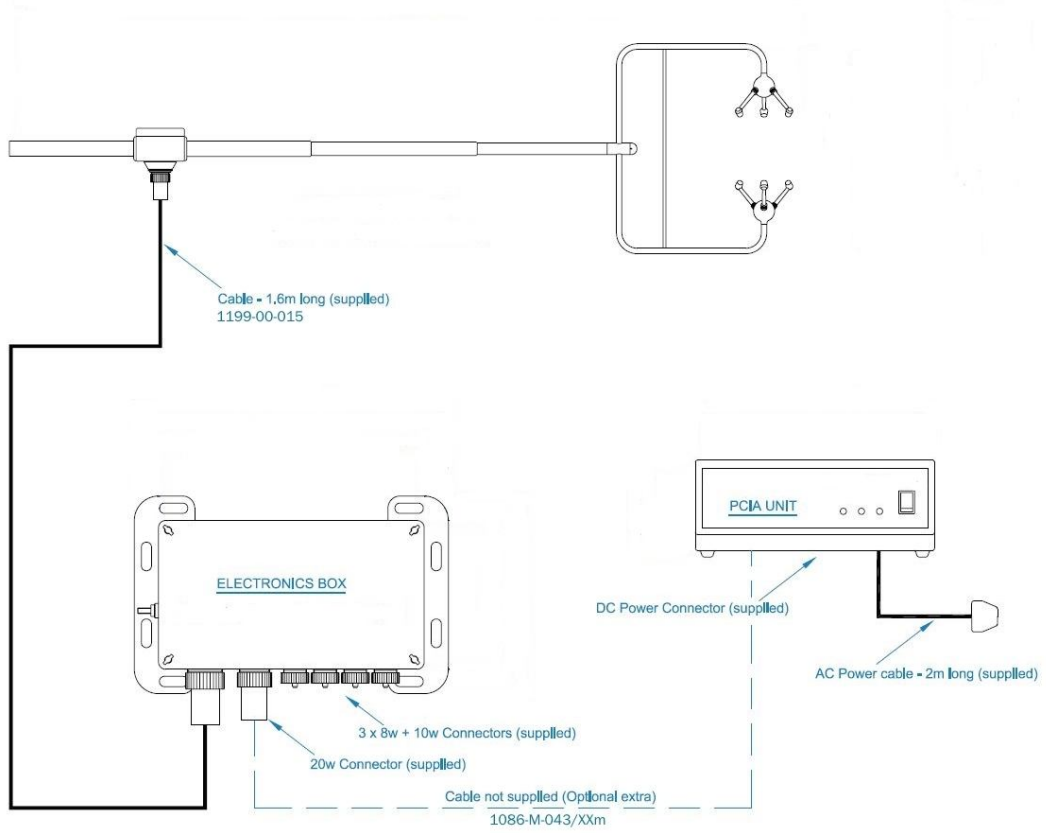 Cable - 1.6m long (supplied)
1199-00-015
PCIA UNIT
ELECTRONICS BOX
DC Power Connector (supplied)
AC Power cable - 2m long (supplied)
3 x 8w + 10w Connectors (supplied)
20w Connector (supplied)
Cable not supplied (Optional extra)
1086-M-043/XXm